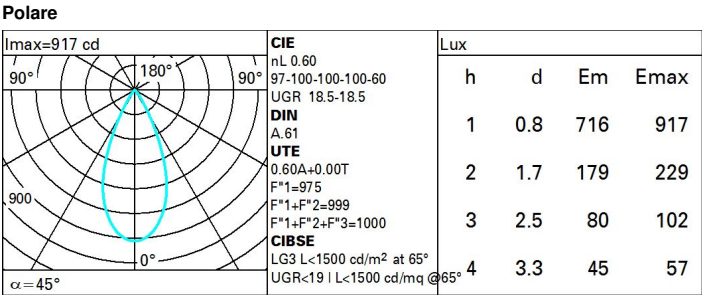 Polare
Imax=917 cd
90°
180°
90°
900
0°
α=45°
CIE
nL 0.60
97-100-100-100-60
UGR 18.5-18.5
DIN
A.61
UTE
0.60A+0.00T
F"1=975
F"1+F"2=999
F"1+F"2+F"3=1000
CIBSE
LG3 L<1500 cd/m² at 65°
UGR<19 | L<1500 cd/mq @65°
Lux
h d Em Emax
1 0.8 716 917
2 1.7 179 229
3 2.5 80 102
4 3.3 45 57